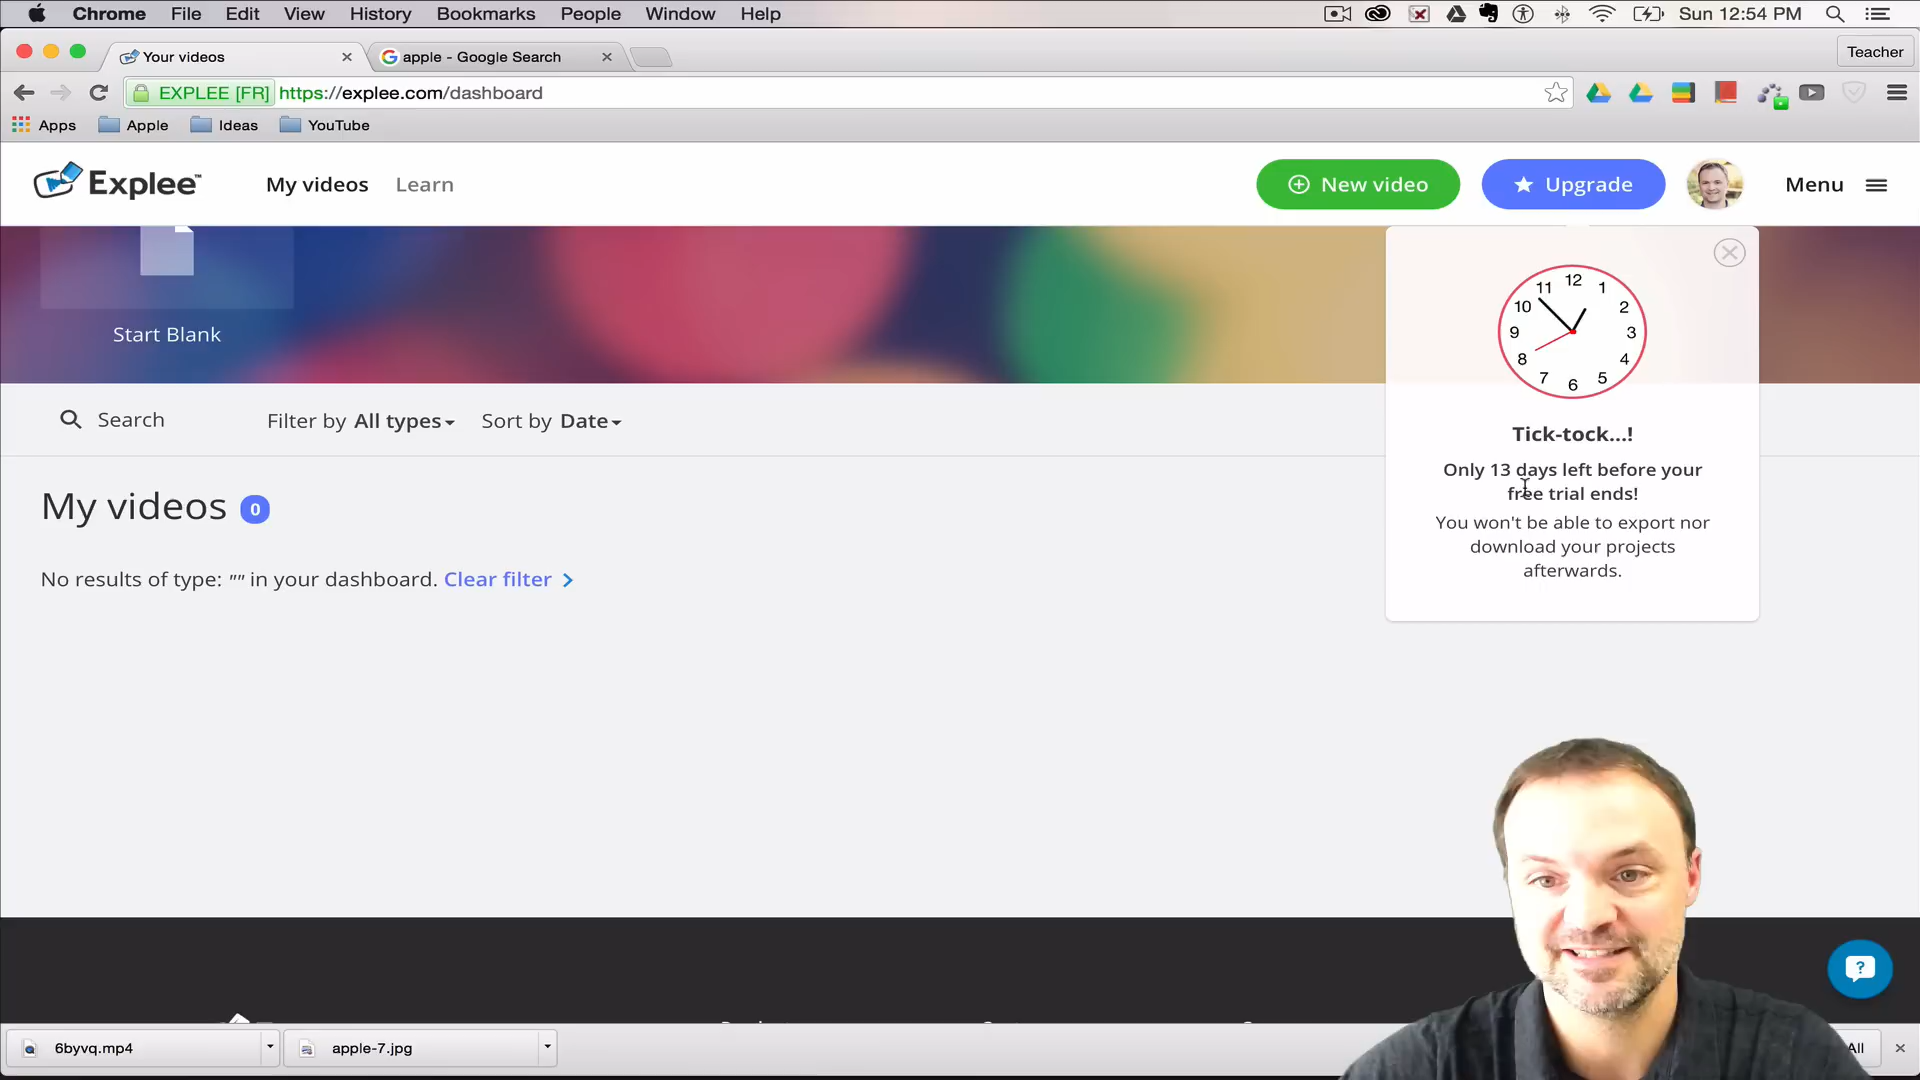 Chrome File Edit View History Bookmarks People Window Help Sun 12:54 PM
Your videos apple - Google Search Teacher
EXPLEE [FR] https://explee.com/dashboard
Apps Apple Ideas YouTube
Explee™ My videos Learn New video Upgrade Menu
Start Blank
12
11 1
10 2
9 3
8 4
7 5
6
Search Filter by All types Sort by Date
Tick-tock...!
Only 13 days left before your
free trial ends!
You won't be able to export nor
download your projects
afterwards.
My videos 0
No results of type: "" in your dashboard. Clear filter
?
6byvq.mp4 apple-7.jpg All